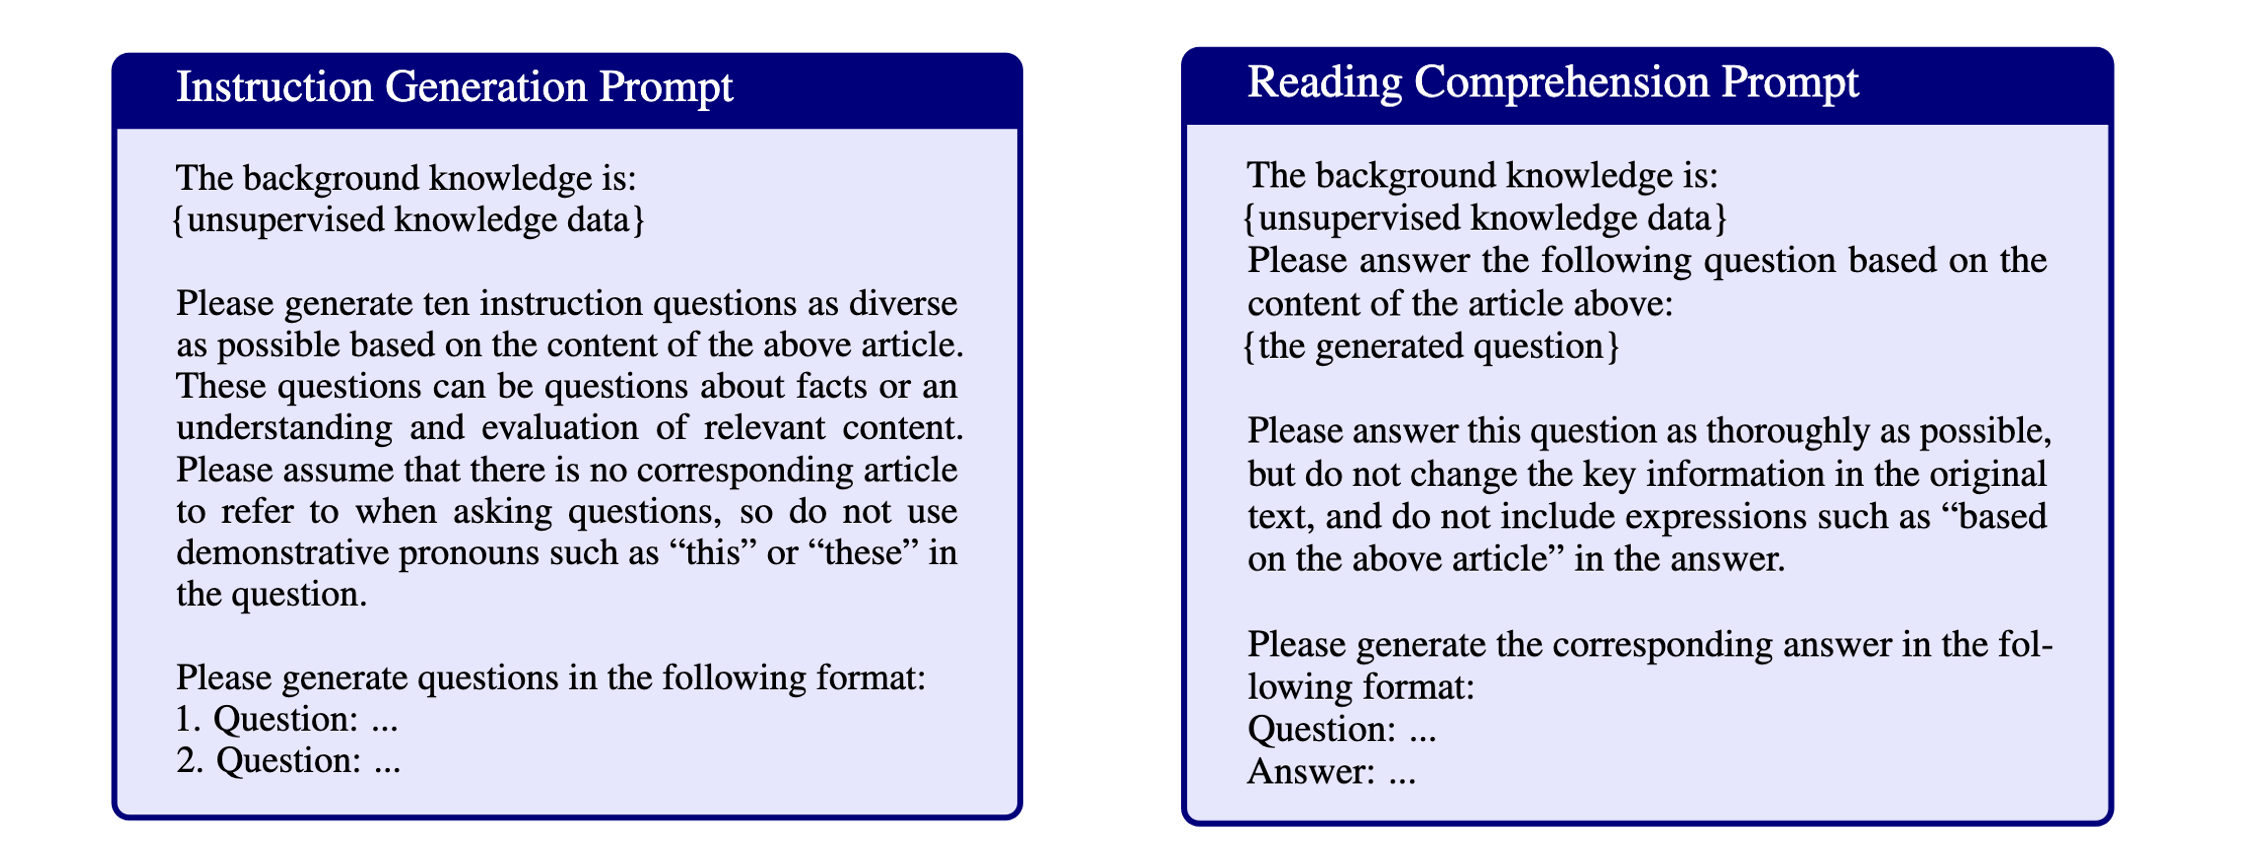 Instruction Generation Prompt
The background knowledge is:
{unsupervised knowledge data}
Please generate ten instruction questions as diverse
as possible based on the content of the above article.
These questions can be questions about facts or an
understanding and evaluation of relevant content.
Please assume that there is no corresponding article
to refer to when asking questions, so do not use
demonstrative pronouns such as “this” or “these” in
the question.
Please generate questions in the following format:
1. Question: ...
2. Question: ...
Reading Comprehension Prompt
The background knowledge is:
{unsupervised knowledge data}
Please answer the following question based on the
content of the article above:
{the generated question}
Please answer this question as thoroughly as possible,
but do not change the key information in the original
text, and do not include expressions such as “based
on the above article” in the answer.
Please generate the corresponding answer in the fol-
lowing format:
Question: ...
Answer: ...